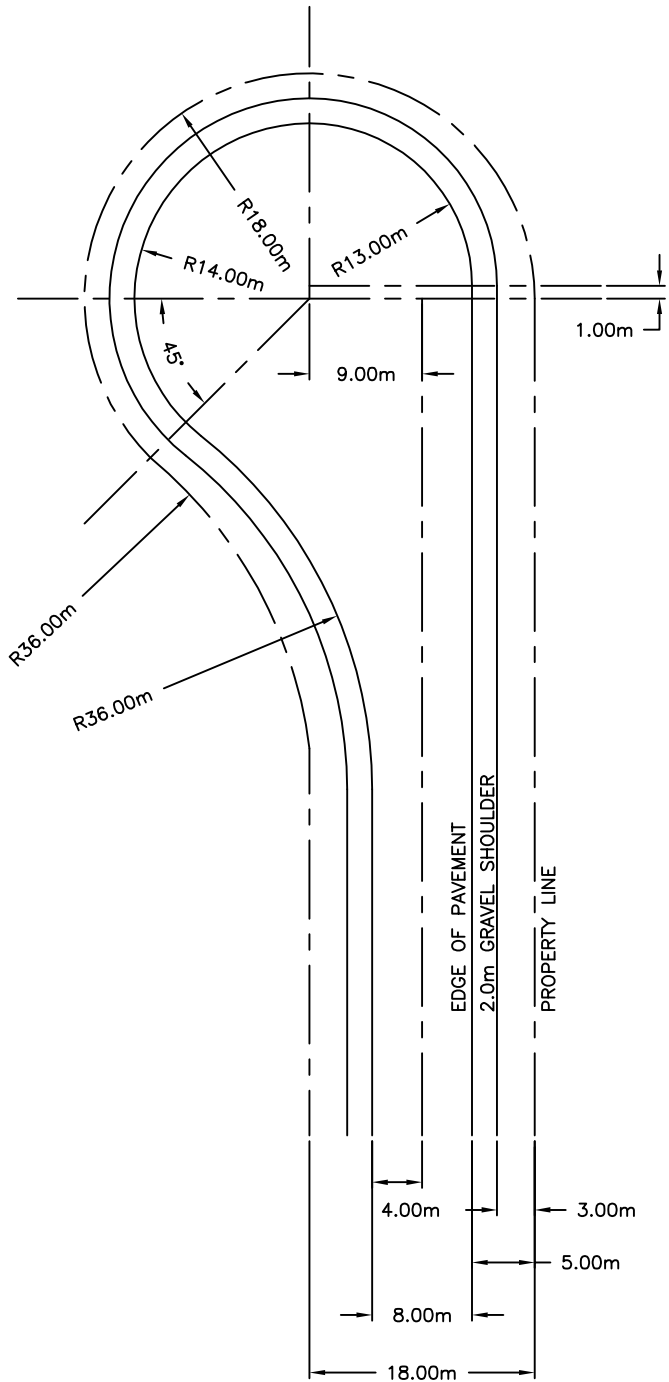 R18.00m
R13.00m
R14.00m
1.00m
45°
9.00m
R36.00m
R36.00m
EDGE OF PAVEMENT
2.0m GRAVEL SHOULDER
PROPERTY LINE
4.00m
3.00m
5.00m
8.00m
18.00m